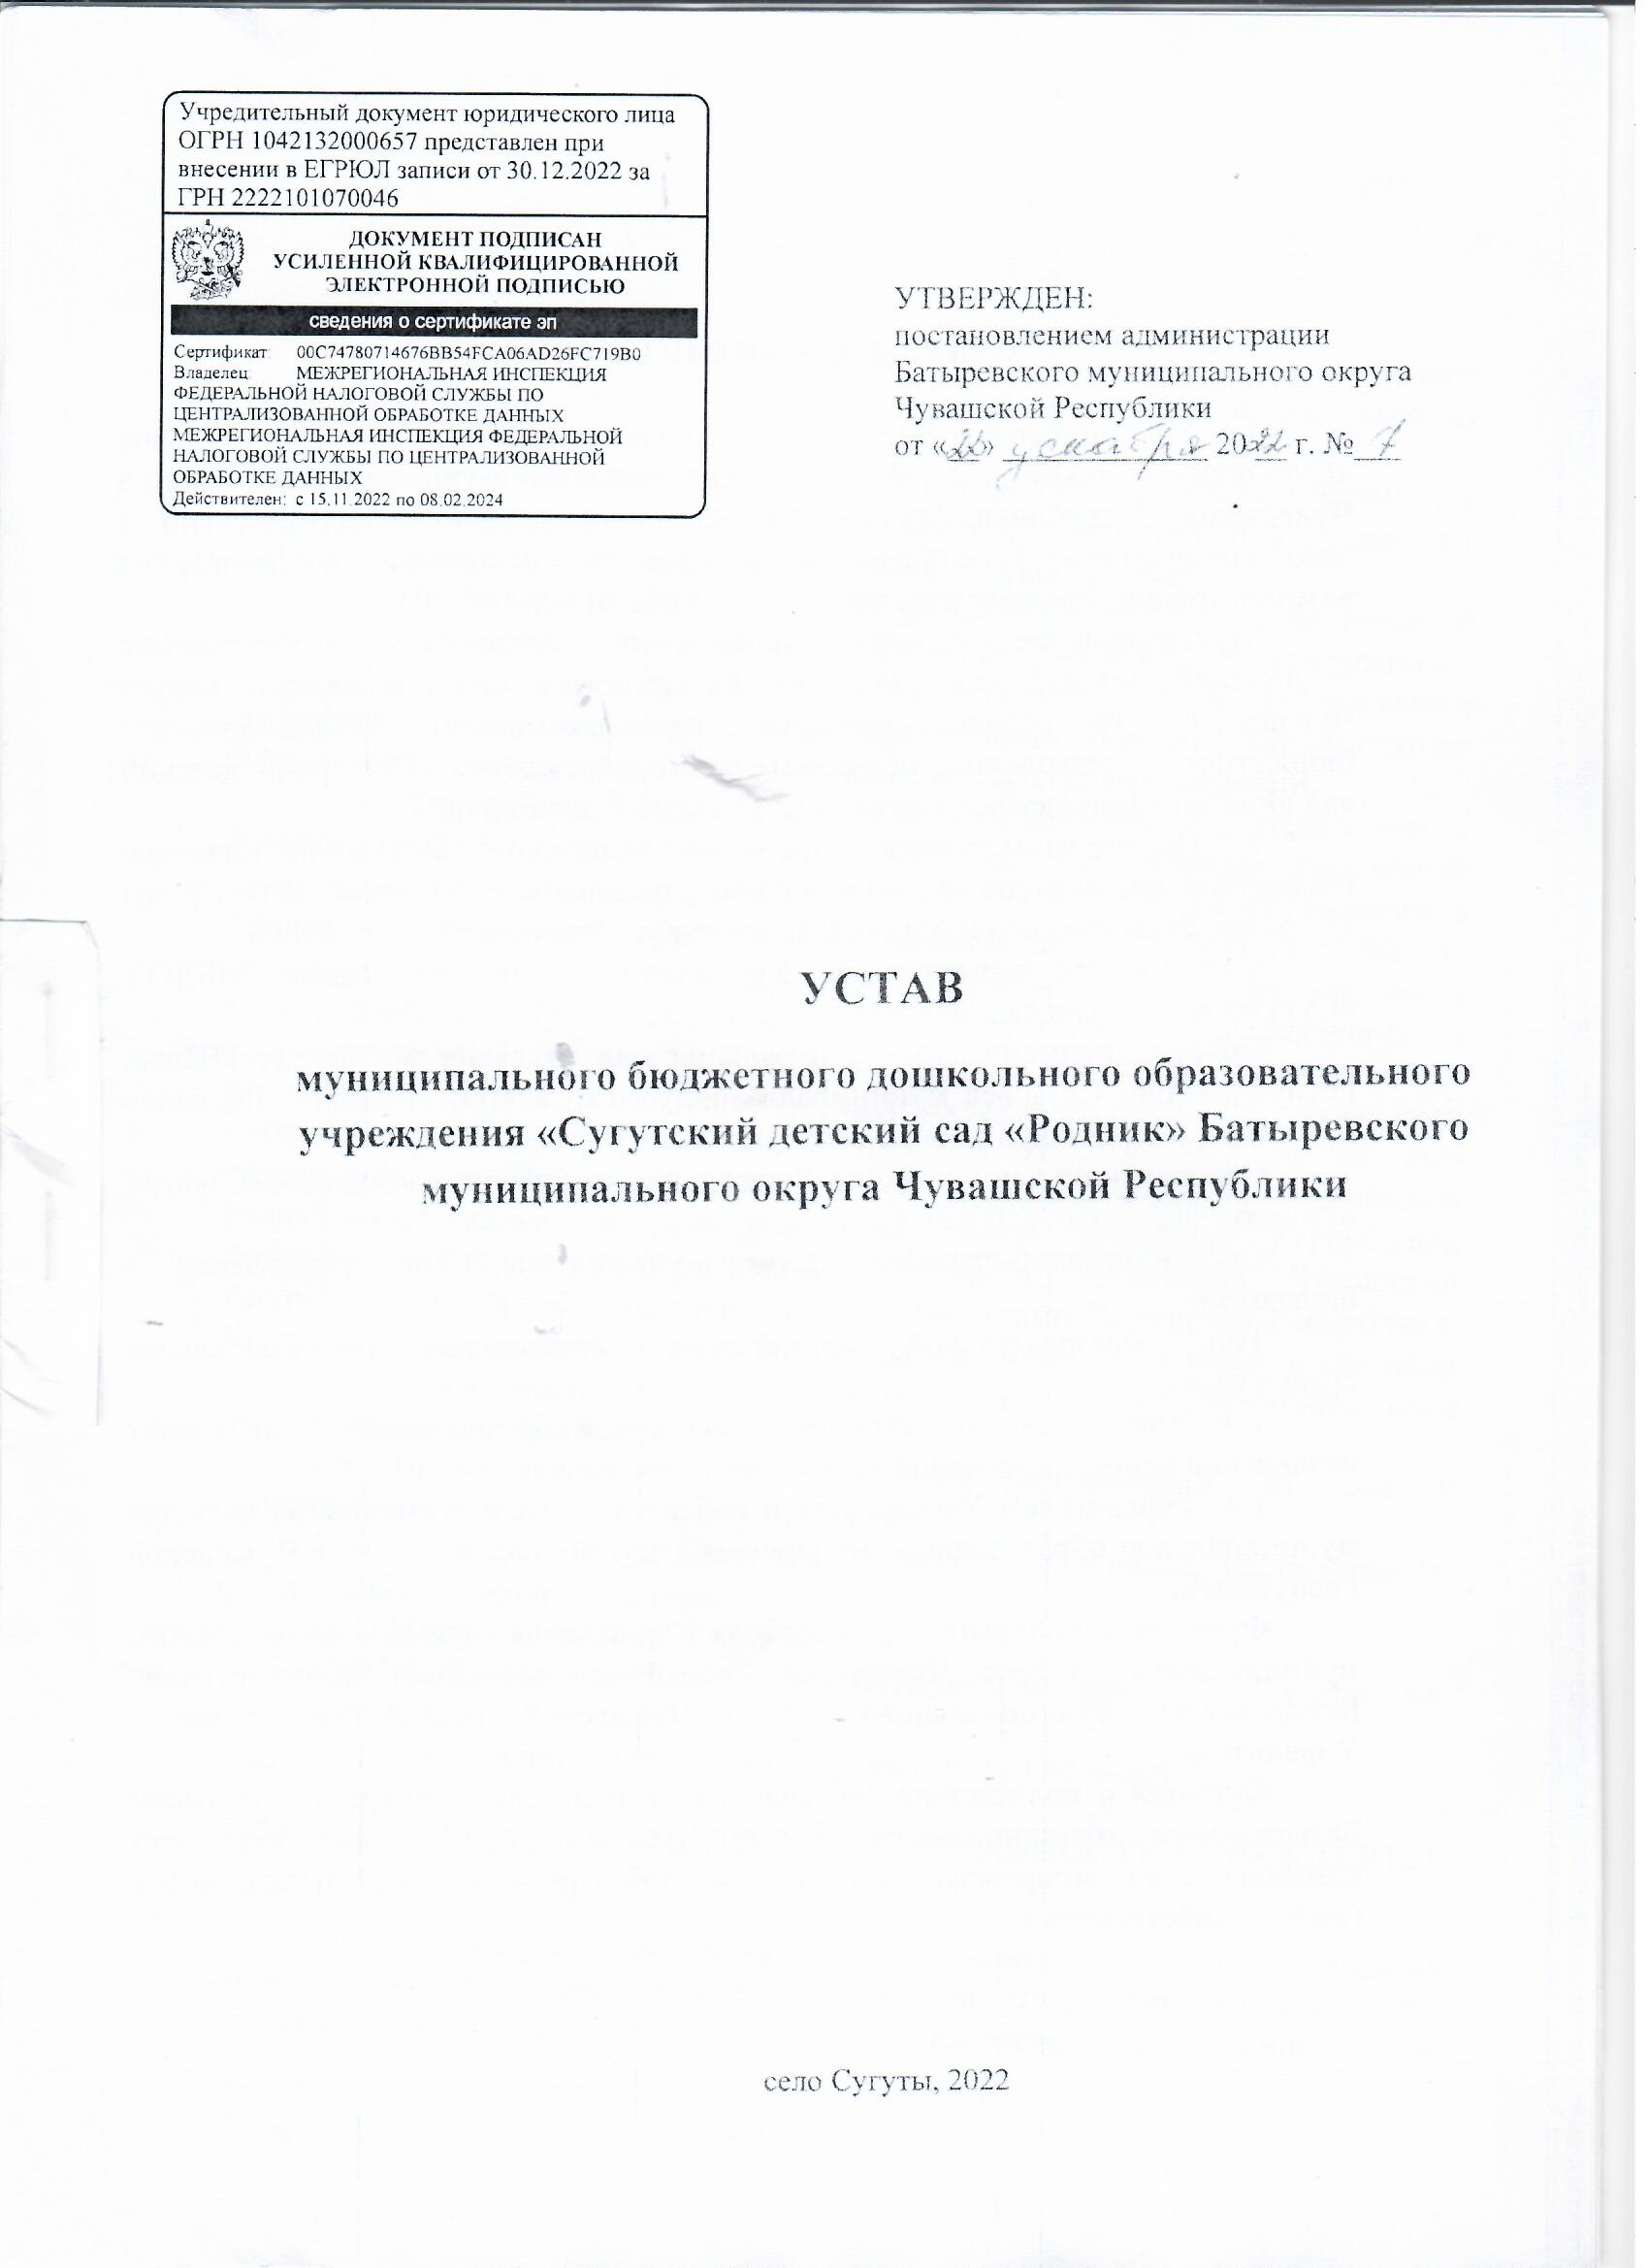 Учредительный документ юридического лица
ОГРН 1042132000657 представлен при
внесении в ЕГРЮЛ записи от 30.12.2022 за
ГРН 2222101070046
ДОКУМЕНТ ПОДПИСАН
УСИЛЕННОЙ КВАЛИФИЦИРОВАННОЙ
ЭЛЕКТРОННОЙ ПОДПИСЬЮ
сведения о сертификате эп
Сертификат: 00C74780714676BB54FCA06AD26FC719B0
Владелец: МЕЖРЕГИОНАЛЬНАЯ ИНСПЕКЦИЯ
ФЕДЕРАЛЬНОЙ НАЛОГОВОЙ СЛУЖБЫ ПО
ЦЕНТРАЛИЗОВАННОЙ ОБРАБОТКЕ ДАННЫХ
МЕЖРЕГИОНАЛЬНАЯ ИНСПЕКЦИЯ ФЕДЕРАЛЬНОЙ
НАЛОГОВОЙ СЛУЖБЫ ПО ЦЕНТРАЛИЗОВАННОЙ
ОБРАБОТКЕ ДАННЫХ
Действителен: с 15.11.2022 по 08.02.2024
УТВЕРЖДЕН:
постановлением администрации
Батыревского муниципального округа
Чувашской Республики
от «22» декабря 2022 г. № 7
УСТАВ
муниципального бюджетного дошкольного образовательного
учреждения «Сугутский детский сад «Родник» Батыревского
муниципального округа Чувашской Республики
село Сугуты, 2022